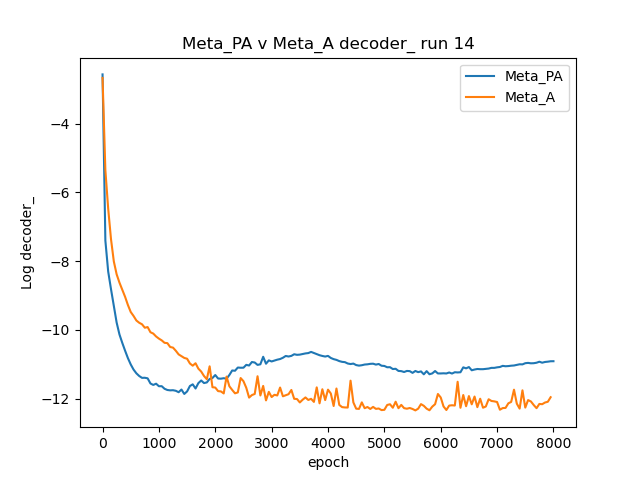 Meta_PA v Meta_A decoder_ run 14
Meta_PA
Meta_A
Log decoder_
−4
−6
−8
−10
−12
0 1000 2000 3000 4000 5000 6000 7000 8000
epoch